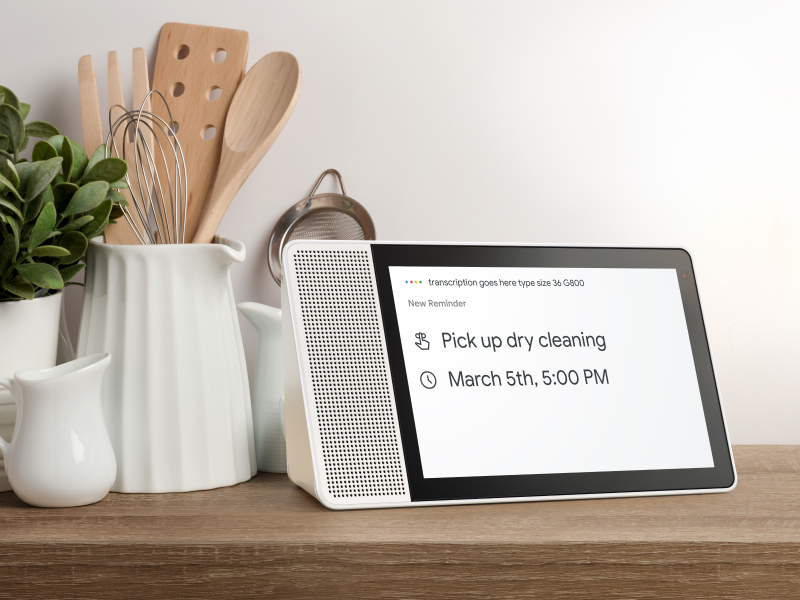 transcription goes here type size 36 G800
New Reminder
Pick up dry cleaning
March 5th, 5:00 PM